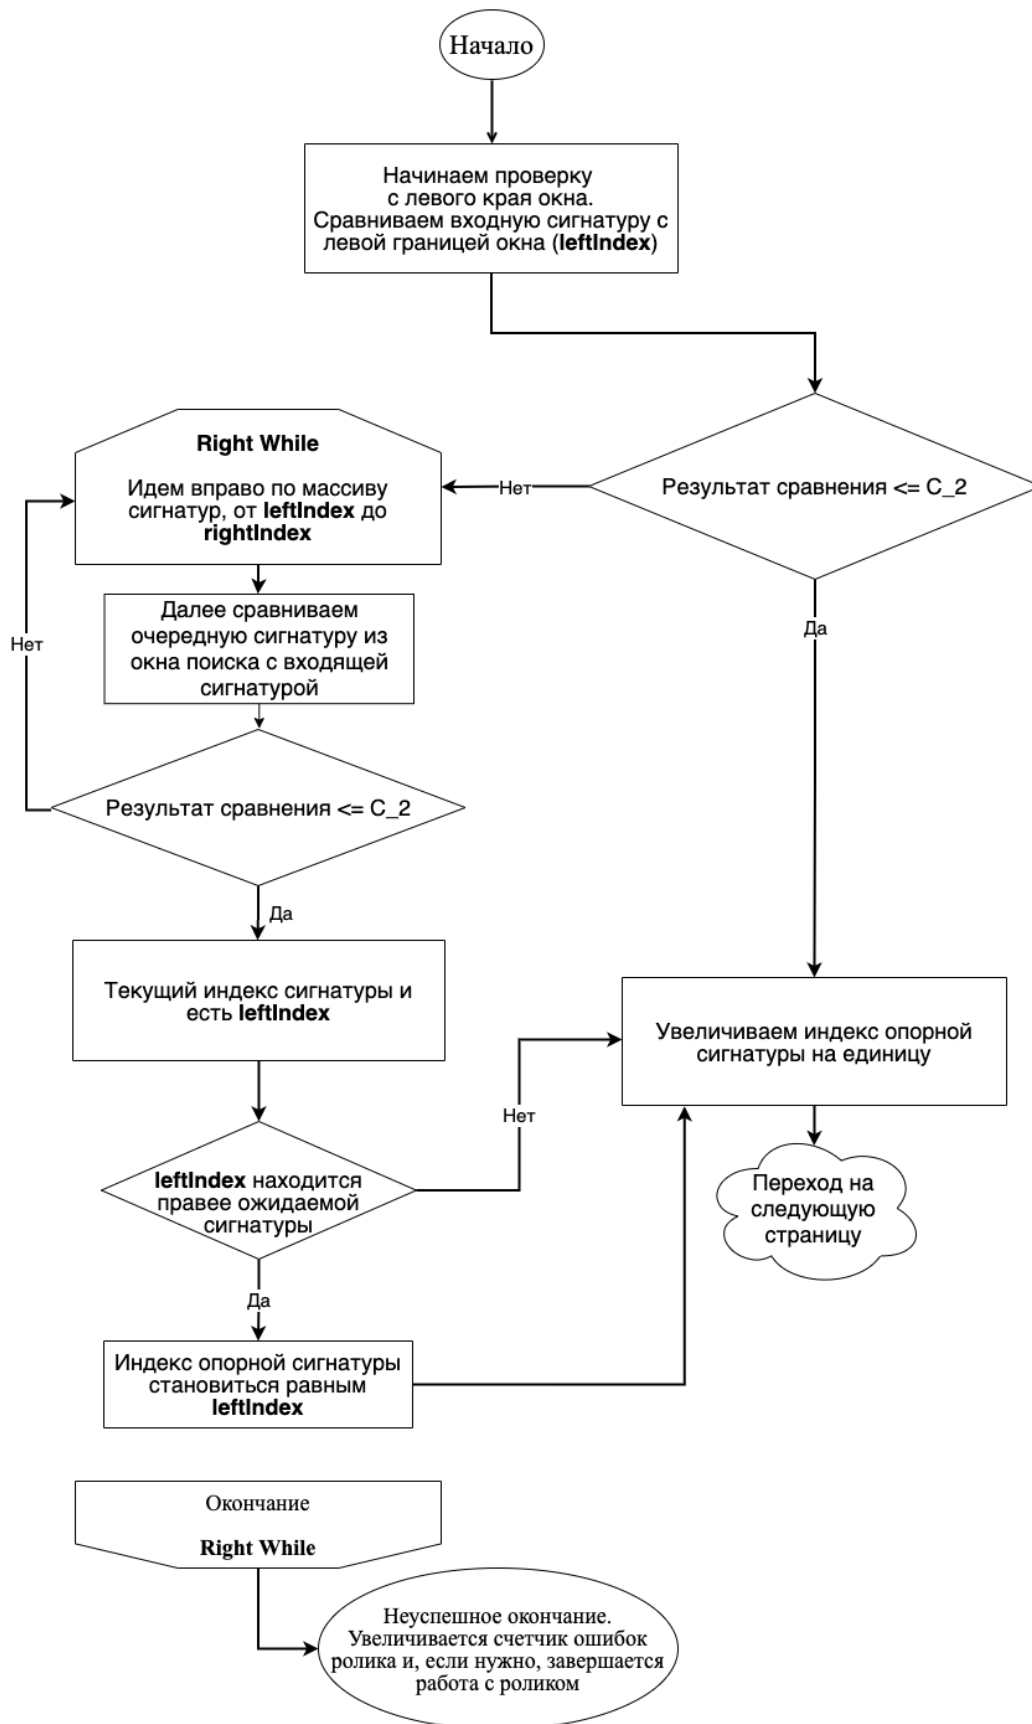 Начало
Начинаем проверку
с левого края окна.
Сравниваем входную сигнатуру с
левой границей окна (leftIndex)
Результат сравнения <= C_2
Нет
Right While
Идем вправо по массиву
сигнатур, от leftIndex до
rightIndex
Далее сравниваем
очередную сигнатуру из
окна поиска с входящей
сигнатурой
Нет
Да
Результат сравнения <= C_2
Да
Текущий индекс сигнатуры и
есть leftIndex
Увеличиваем индекс опорной
сигнатуры на единицу
Нет
leftIndex находится
правее ожидаемой
сигнатуры
Переход на
следующую
страницу
Да
Индекс опорной сигнатуры
становиться равным
leftIndex
Окончание
Right While
Неуспешное окончание.
Увеличивается счетчик ошибок
ролика и, если нужно, завершается
работа с роликом